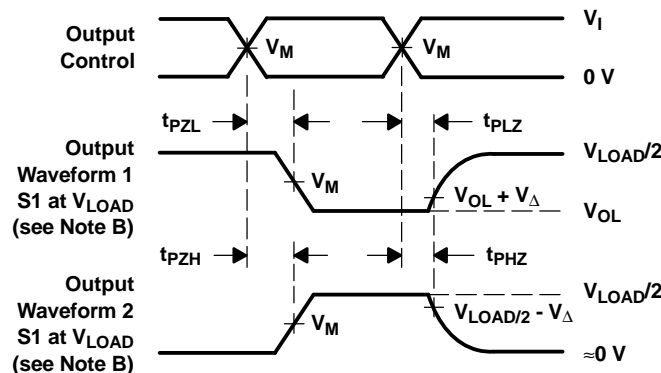 Output
Control
V_M
V_M
V_I
0 V
t_PZL
t_PLZ
Output
Waveform 1
S1 at V_LOAD
(see Note B)
V_M
V_OL + V_Δ
V_LOAD/2
V_OL
t_PZH
t_PHZ
Output
Waveform 2
S1 at V_LOAD
(see Note B)
V_M
V_LOAD/2 - V_Δ
V_LOAD/2
≈0 V